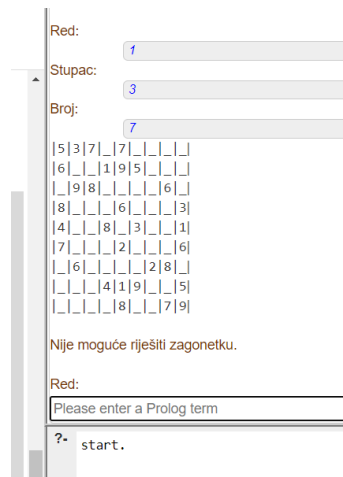 Red:
1
Stupac:
3
Broj:
7
|5|3|7|_|7|_|_|_|_|
|6|_|_|1|9|5|_|_|_|
|_|9|8|_|_|_|_|6|_|
|8|_|_|_|6|_|_|_|3|
|4|_|_|8|_|3|_|_|1|
|7|_|_|_|2|_|_|_|6|
|_|6|_|_|_|_|2|8|_|
|_|_|_|4|1|9|_|_|5|
|_|_|_|_|8|_|_|7|9|
Nije moguće riješiti zagonetku.
Red:
Please enter a Prolog term
?- start.